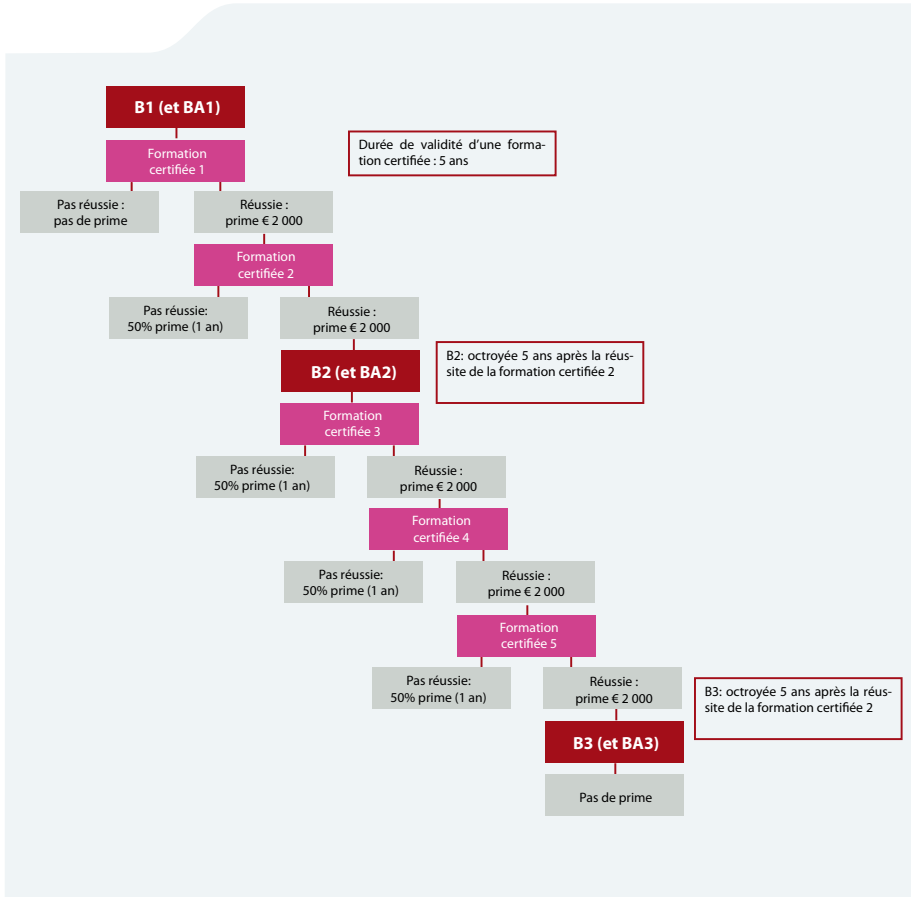 B1 (et BA1)
Formation
certifiée 1
Durée de validité d'une forma-
tion certifiée : 5 ans
Pas réussie :
pas de prime
Réussie :
prime € 2 000
Formation
certifiée 2
Pas réussie:
50% prime (1 an)
Réussie :
prime € 2 000
B2 (et BA2)
B2: octroyée 5 ans après la réus-
site de la formation certifiée 2
Formation
certifiée 3
Pas réussie:
50% prime (1 an)
Réussie :
prime € 2 000
Formation
certifiée 4
Pas réussie:
50% prime (1 an)
Réussie :
prime € 2 000
Formation
certifiée 5
Pas réussie:
50% prime (1 an)
Réussie :
prime € 2 000
B3: octroyée 5 ans après la réus-
site de la formation certifiée 2
B3 (et BA3)
Pas de prime